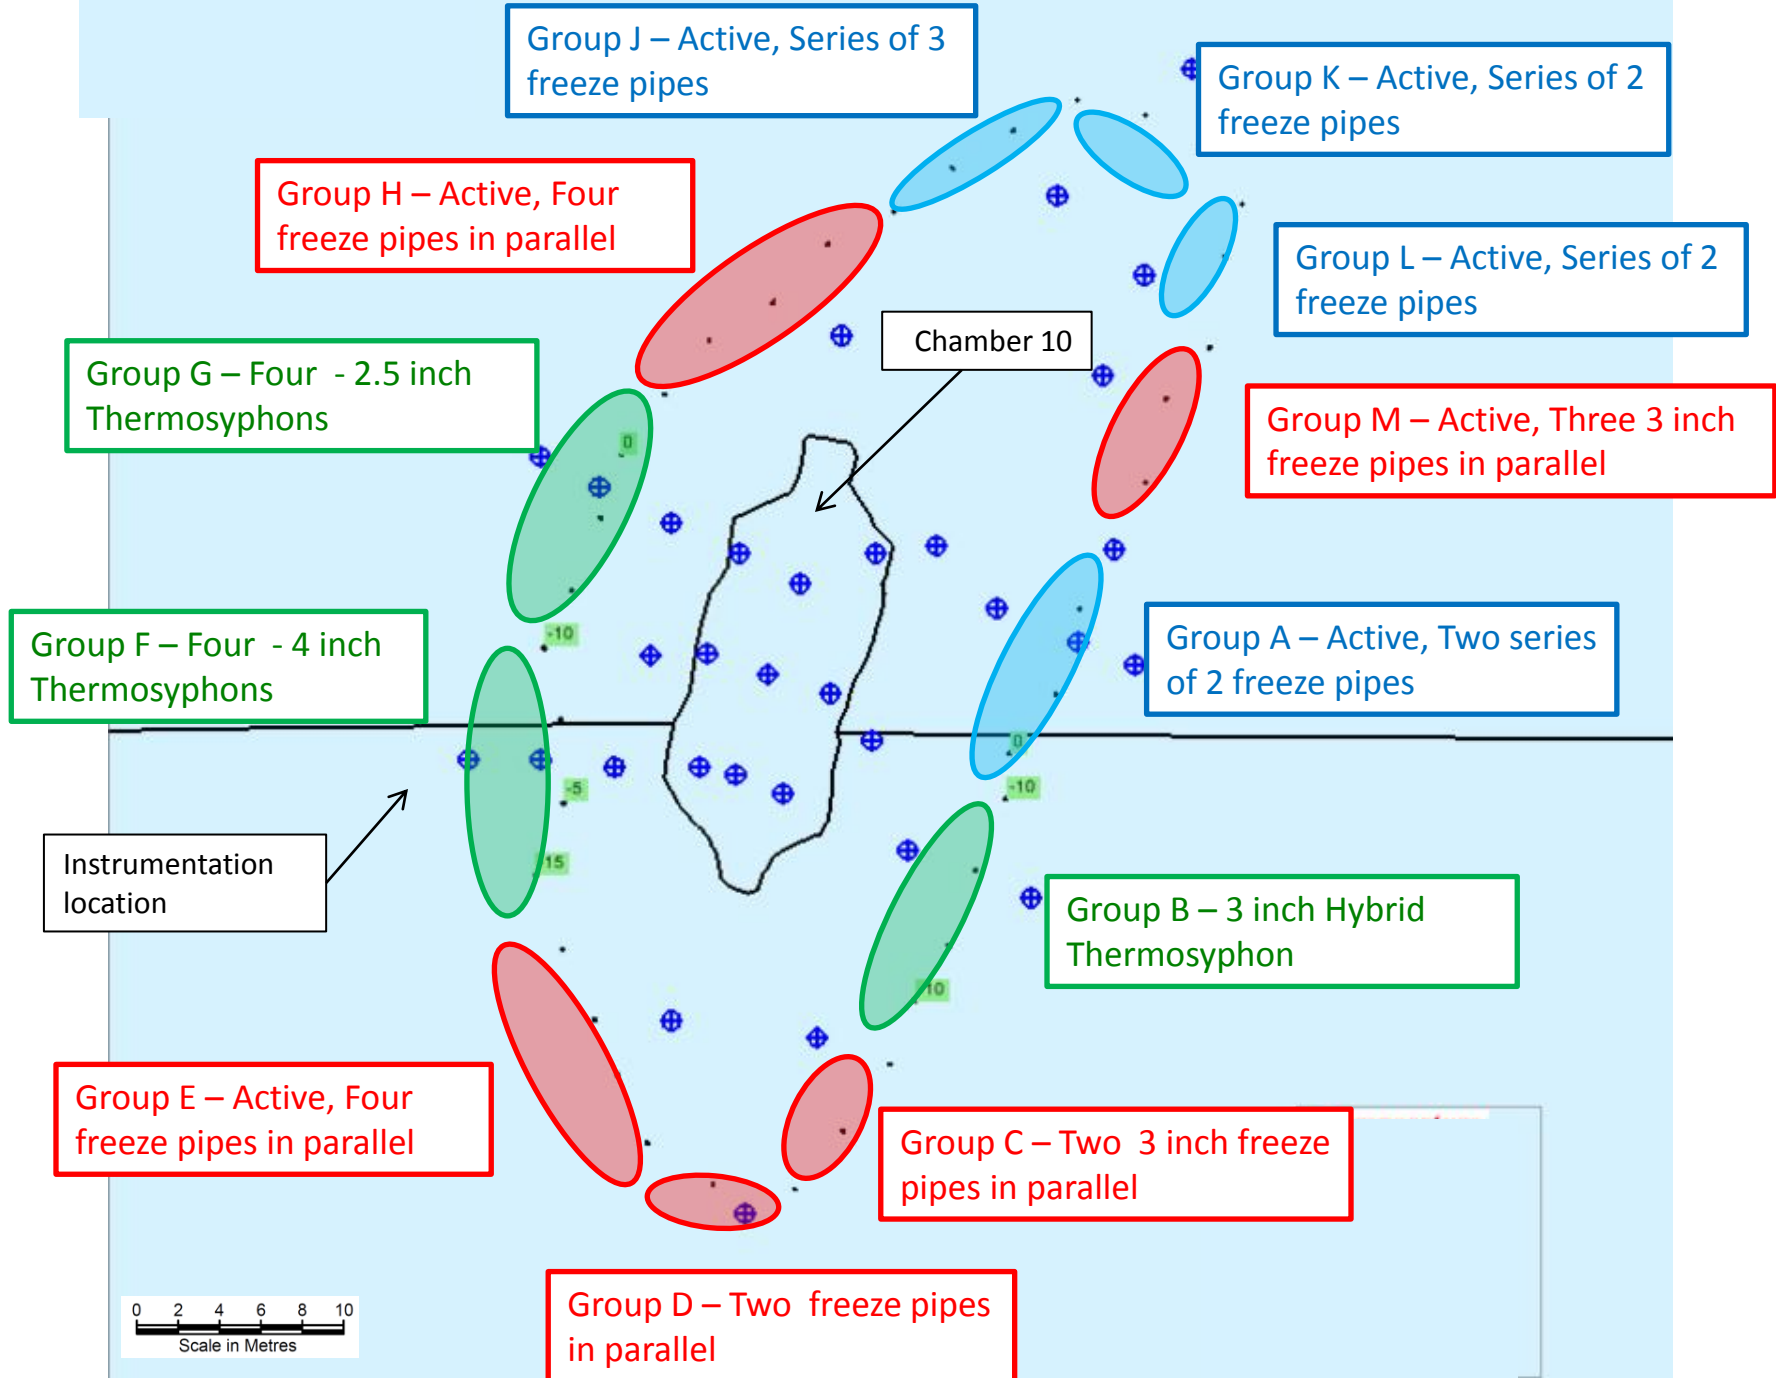 Group J – Active, Series of 3
freeze pipes
Group K – Active, Series of 2
freeze pipes
Group H – Active, Four
freeze pipes in parallel
Group L – Active, Series of 2
freeze pipes
Chamber 10
Group G – Four - 2.5 inch
Thermosyphons
Group M – Active, Three 3 inch
freeze pipes in parallel
0
Group F – Four - 4 inch
Thermosyphons
-10
Group A – Active, Two series
of 2 freeze pipes
0
-5
-10
Instrumentation
location
15
Group B – 3 inch Hybrid
Thermosyphon
10
Group E – Active, Four
freeze pipes in parallel
Group C – Two 3 inch freeze
pipes in parallel
Group D – Two freeze pipes
in parallel
0 2 4 6 8 10
Scale in Metres